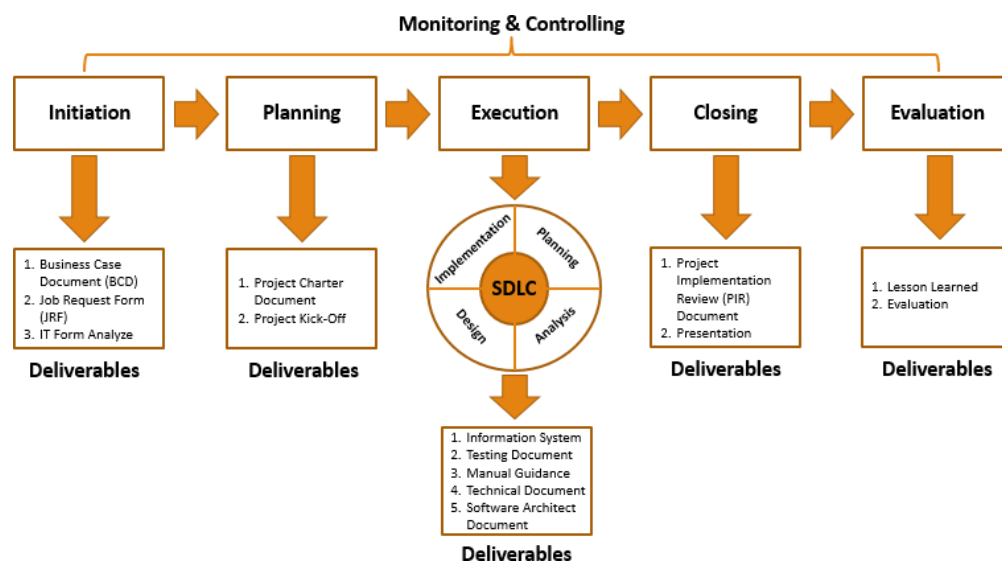 Monitoring & Controlling
Initiation
Planning
Execution
Closing
Evaluation
1. Business Case
Document (BCD)
2. Job Request Form
(JRF)
3. IT Form Analyze
Deliverables
1. Project Charter
Document
2. Project Kick-Off
Deliverables
Implementation
Planning
SDLC
Design
Analysis
1. Project
Implementation
Review (PIR)
Document
2. Presentation
Deliverables
1. Lesson Learned
2. Evaluation
Deliverables
1. Information System
2. Testing Document
3. Manual Guidance
4. Technical Document
5. Software Architect
Document
Deliverables